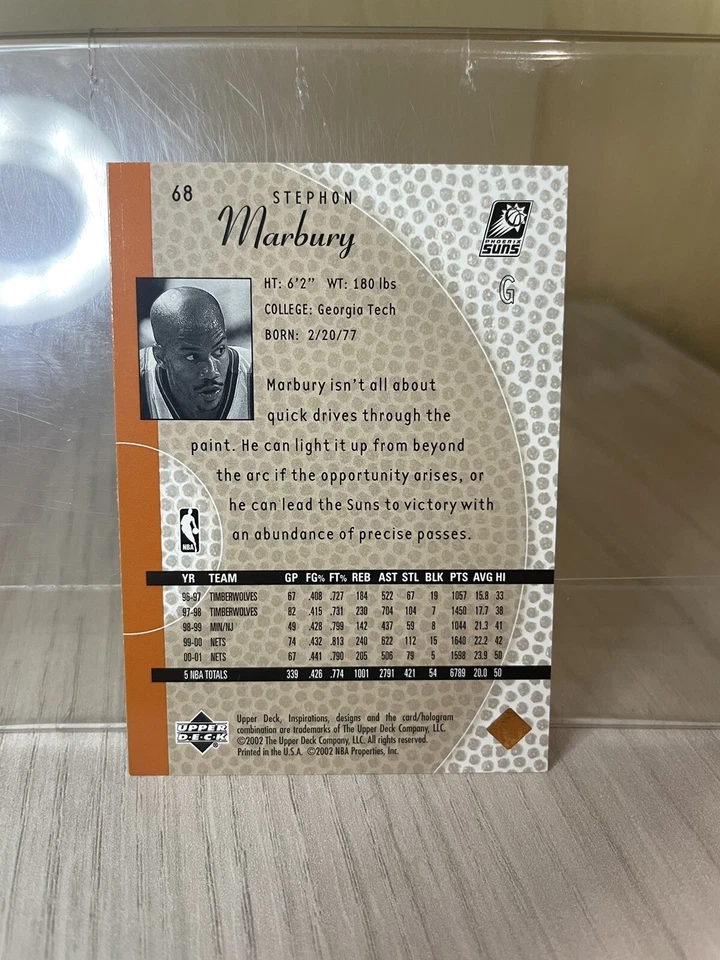 68
STEPHON
Marbury
PHOENIX
SUNS
G
HT: 6'2" WT: 180 lbs
COLLEGE: Georgia Tech
BORN: 2/20/77
Marbury isn't all about
quick drives through the
paint. He can light it up from beyond
the arc if the opportunity arises, or
he can lead the Suns to victory with
an abundance of precise passes.
NBA
YR TEAM GP FG% FT% REB AST STL BLK PTS AVG HI
96-97 TIMBERWOLVES 67 .408 .727 184 522 67 19 1057 15.8 33
97-98 TIMBERWOLVES 82 .415 .731 230 704 104 7 1450 17.7 38
98-99 MIN/NJ 49 .428 .799 142 437 59 8 1044 21.3 41
99-00 NETS 74 .432 .813 240 622 112 15 1640 22.2 42
00-01 NETS 67 .441 .790 205 506 79 5 1598 23.9 50
5 NBA TOTALS 339 .426 .774 1001 2791 421 54 6789 20.0 50
UPPER
DECK
Upper Deck, Inspirations, designs and the card/hologram
combination are trademarks of The Upper Deck Company, LLC.
©2002 The Upper Deck Company, LLC. All rights reserved.
Printed in the U.S.A. ©2002 NBA Properties, Inc.